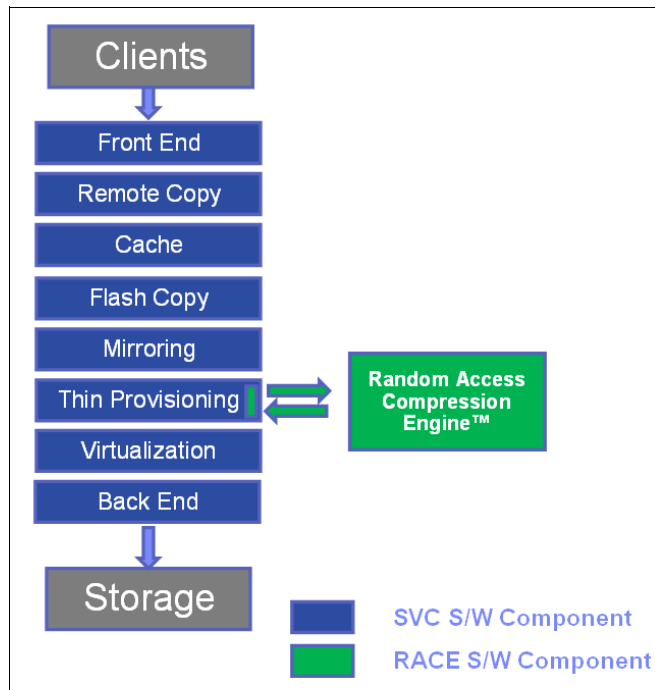 Clients
Front End
Remote Copy
Cache
Flash Copy
Mirroring
Thin Provisioning
Random Access
Compression
Engine™
Virtualization
Back End
Storage
SVC S/W Component
RACE S/W Component